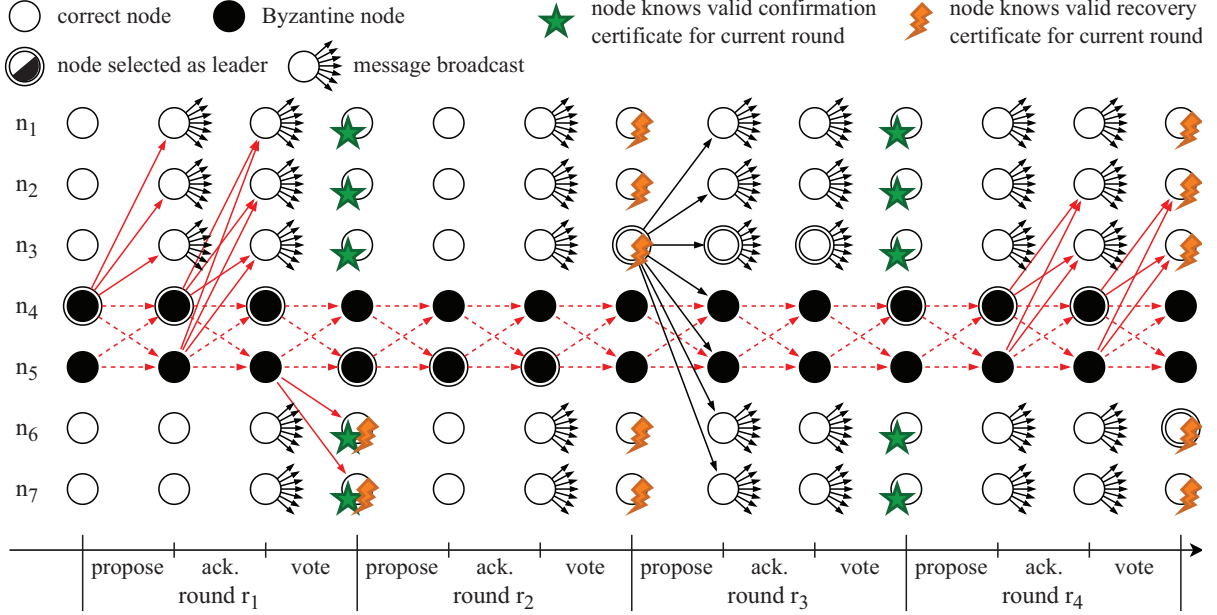 correct node
Byzantine node
node knows valid confirmation
certificate for current round
node knows valid recovery
certificate for current round
node selected as leader
message broadcast
n1
n2
n3
n4
n5
n6
n7
propose ack. vote propose ack. vote propose ack. vote propose ack. vote
round r1 round r2 round r3 round r4